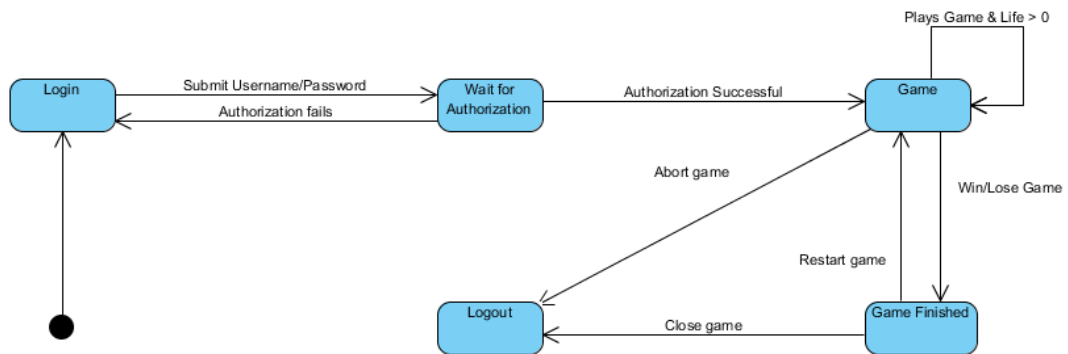 Plays Game & Life > 0
Login
Submit Username/Password
Wait for
Authorization
Authorization Successful
Game
Authorization fails
Abort game
Win/Lose Game
Restart game
Logout
Close game
Game Finished